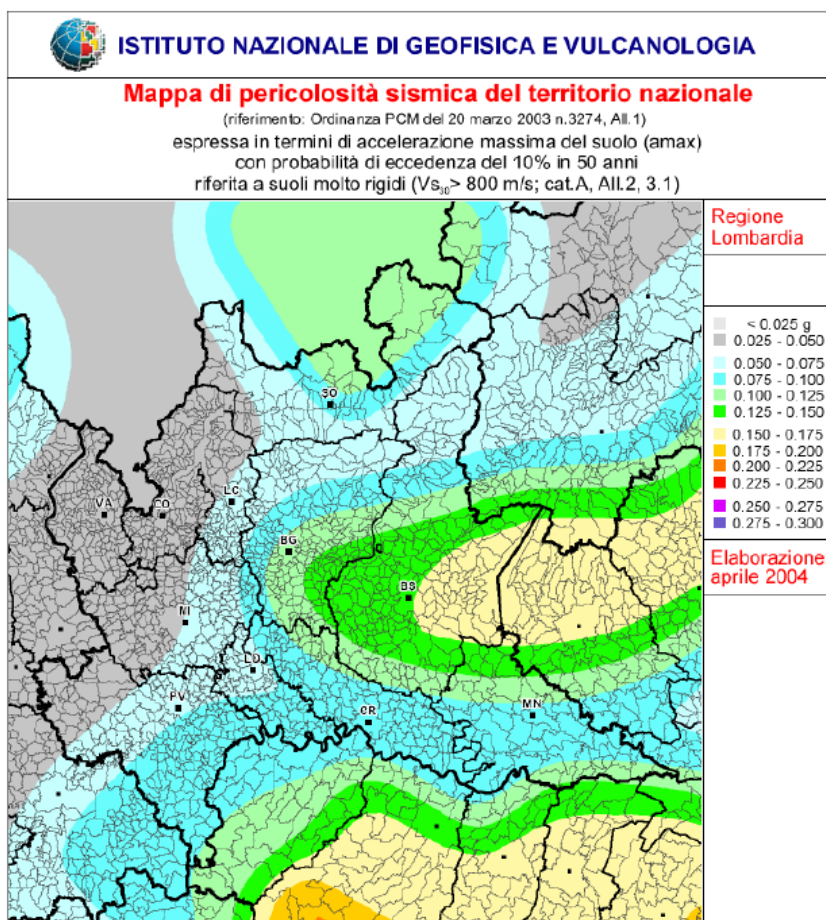 ISTITUTO NAZIONALE DI GEOFISICA E VULCANOLOGIA
Mappa di pericolosità sismica del territorio nazionale
(riferimento: Ordinanza PCM del 20 marzo 2003 n.3274, All.1)
espressa in termini di accelerazione massima del suolo (amax)
con probabilità di eccedenza del 10% in 50 anni
riferita a suoli molto rigidi (Vs₃₀> 800 m/s; cat.A, All.2, 3.1)
Regione
Lombardia
< 0.025 g
0.025 - 0.050
0.050 - 0.075
0.075 - 0.100
0.100 - 0.125
0.125 - 0.150
0.150 - 0.175
0.175 - 0.200
0.200 - 0.225
0.225 - 0.250
0.250 - 0.275
0.275 - 0.300
Elaborazione
aprile 2004
SO
LC
VA
CO
BG
BS
MI
LO
PV
CR
MN